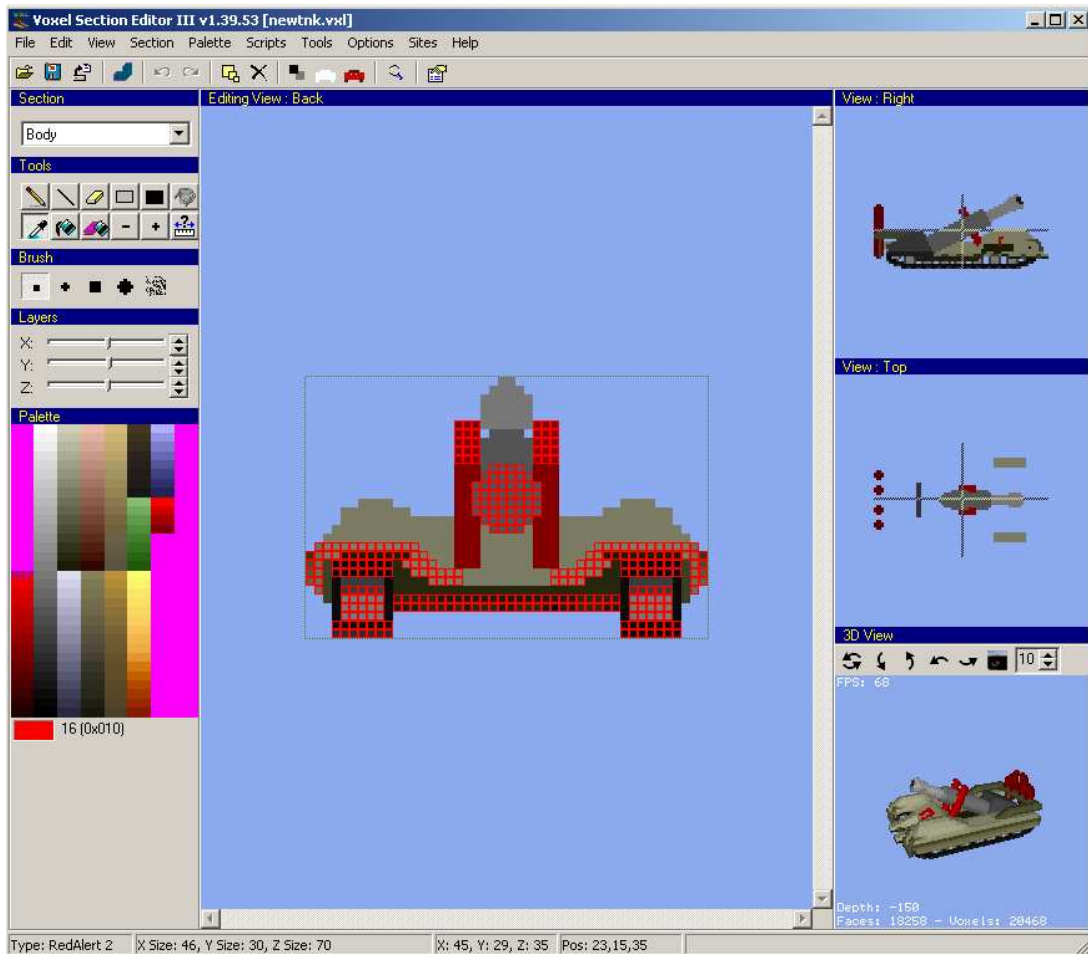 Voxel Section Editor III v1.39.53 [newtnk.vxl]
File Edit View Section Palette Scripts Tools Options Sites Help
Section
Editing View : Back
View : Right
Body
Tools
Brush
Layers
X:
Y:
Z:
View : Top
Palette
3D View
10
FPS: 68
16 (0x010)
Depth: -150
Faces: 18258 - Voxels: 20468
Type: RedAlert 2
X Size: 46, Y Size: 30, Z Size: 70
X: 45, Y: 29, Z: 35
Pos: 23,15,35